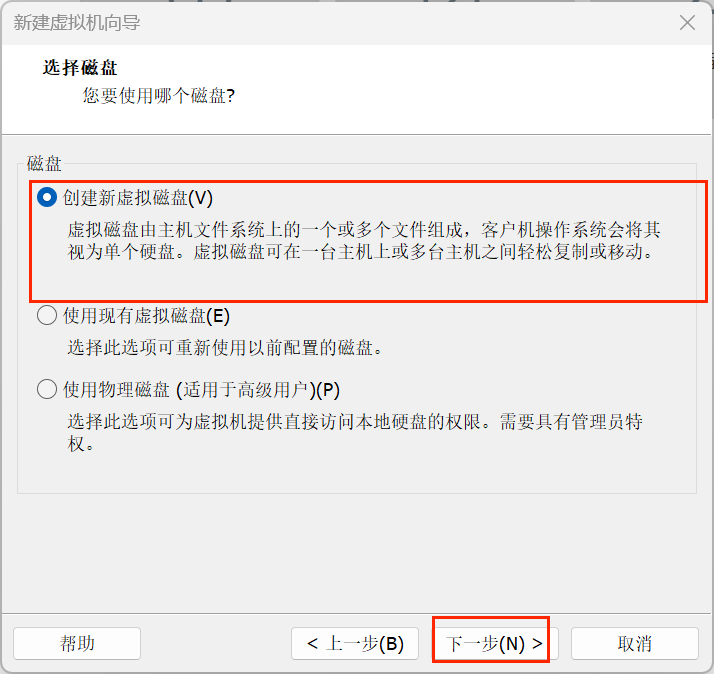 新建虚拟机向导
选择磁盘
您要使用哪个磁盘?
磁盘
创建新虚拟磁盘(V)
虚拟磁盘由主机文件系统上的一个或多个文件组成，客户机操作系统会将其
视为单个硬盘。虚拟磁盘可在一台主机上或多台主机之间轻松复制或移动。
使用现有虚拟磁盘(E)
选择此选项可重新使用以前配置的磁盘。
使用物理磁盘 (适用于高级用户)(P)
选择此选项可为虚拟机提供直接访问本地硬盘的权限。需要具有管理员特
权。
帮助
< 上一步(B)
下一步(N) >
取消